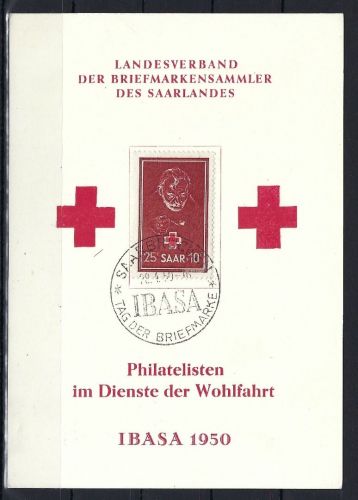 LANDESVERBAND
DER BRIEFMARKENSAMMLER
DES SAARLANDES
25 SAAR +10
IBASA
* TAG DER BRIEFMARKE *
Philatelisten
im Dienste der Wohlfahrt
IBASA 1950